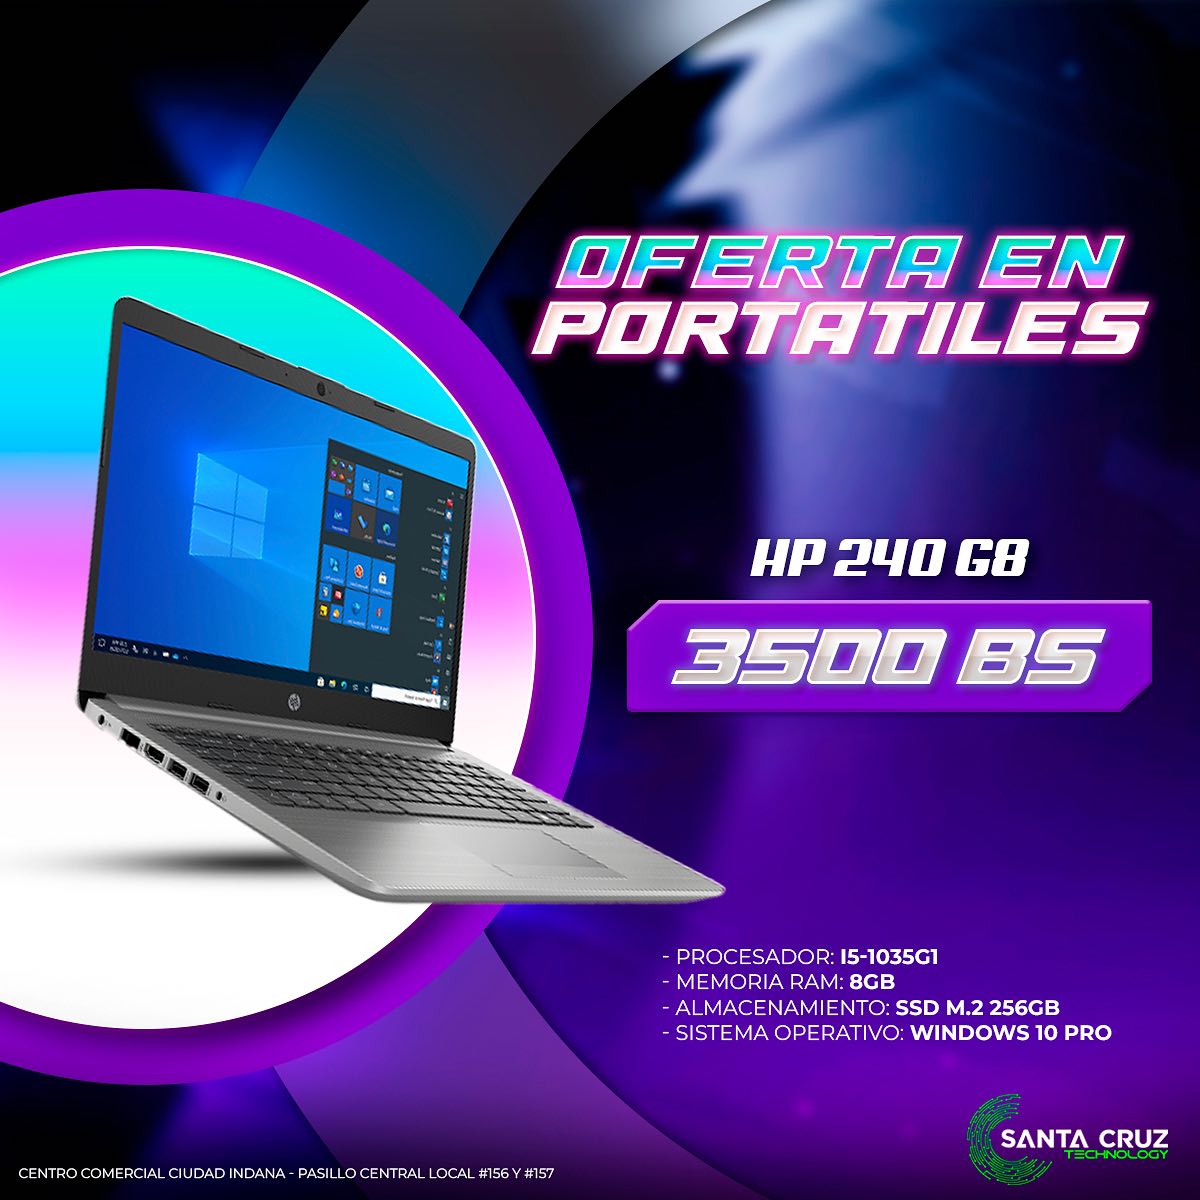 OFERTA EN
PORTATILES
HP 240 G8
3500 BS
- PROCESADOR: I5-1035G1
- MEMORIA RAM: 8GB
- ALMACENAMIENTO: SSD M.2 256GB
- SISTEMA OPERATIVO: WINDOWS 10 PRO
SANTA CRUZ
TECHNOLOGY
CENTRO COMERCIAL CIUDAD INDANA - PASILLO CENTRAL LOCAL #156 Y #157